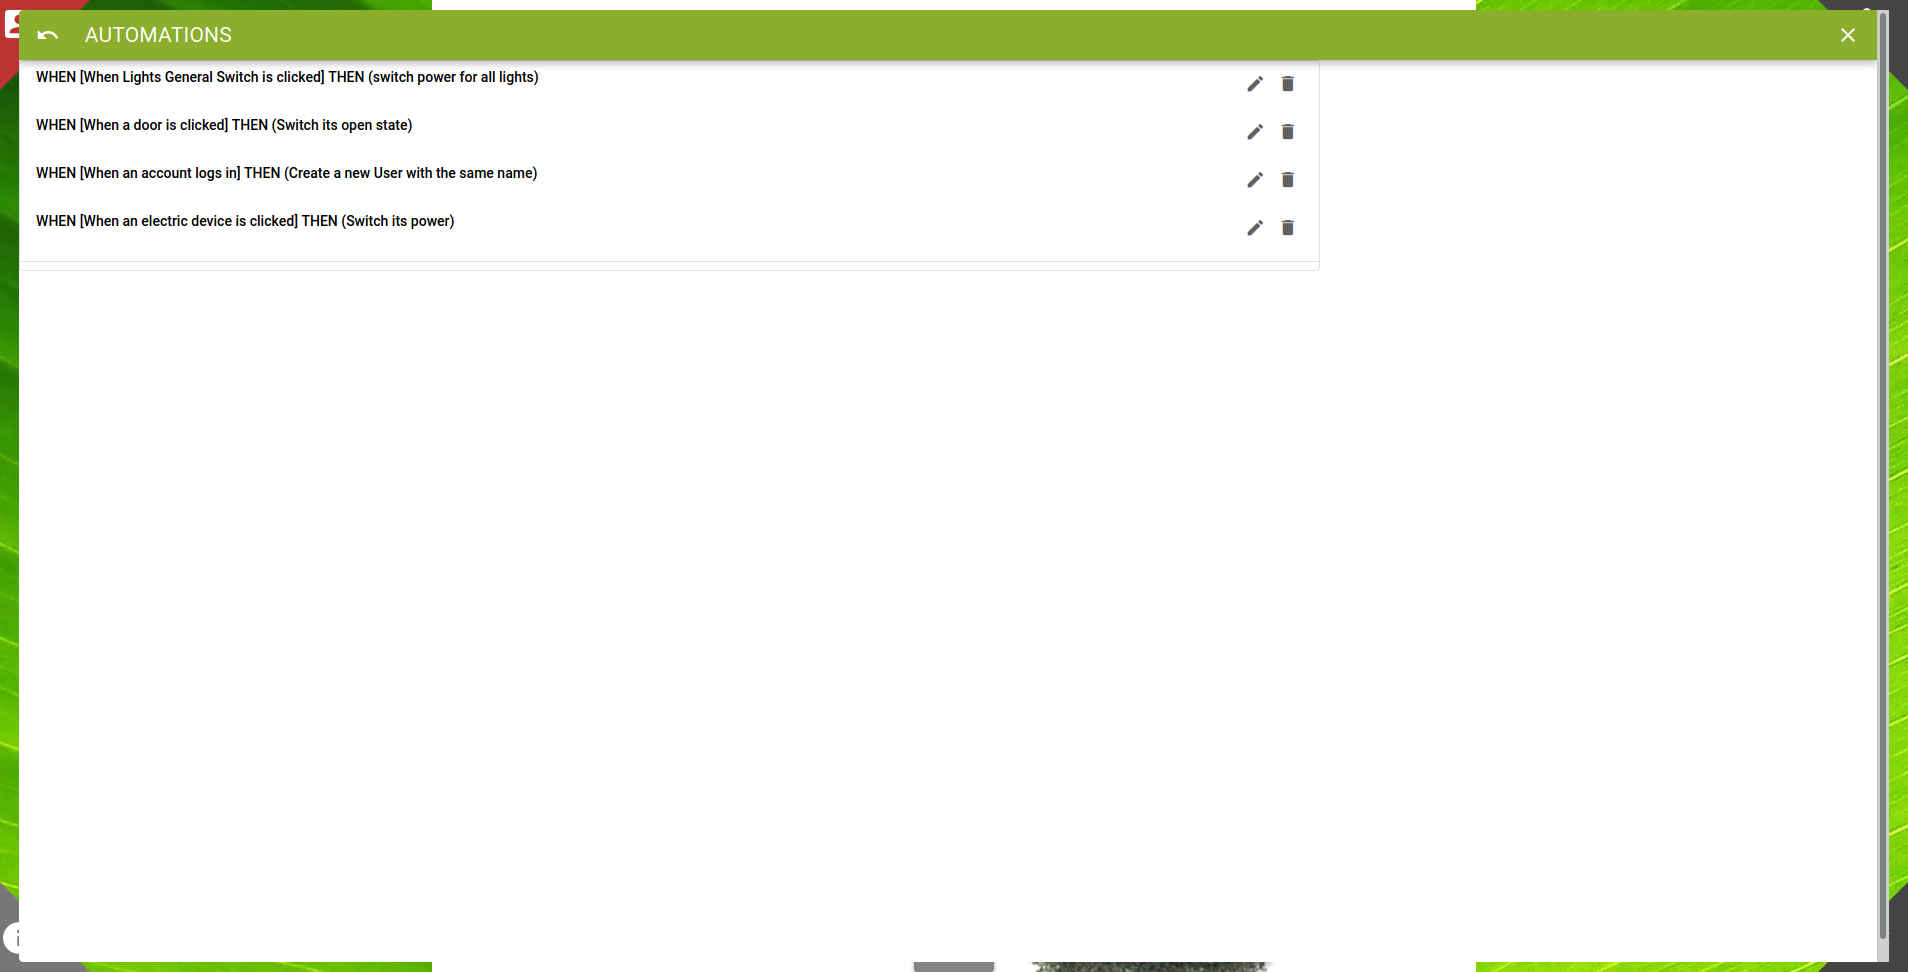 AUTOMATIONS
WHEN [When Lights General Switch is clicked] THEN (switch power for all lights)
WHEN [When a door is clicked] THEN (Switch its open state)
WHEN [When an account logs in] THEN (Create a new User with the same name)
WHEN [When an electric device is clicked] THEN (Switch its power)